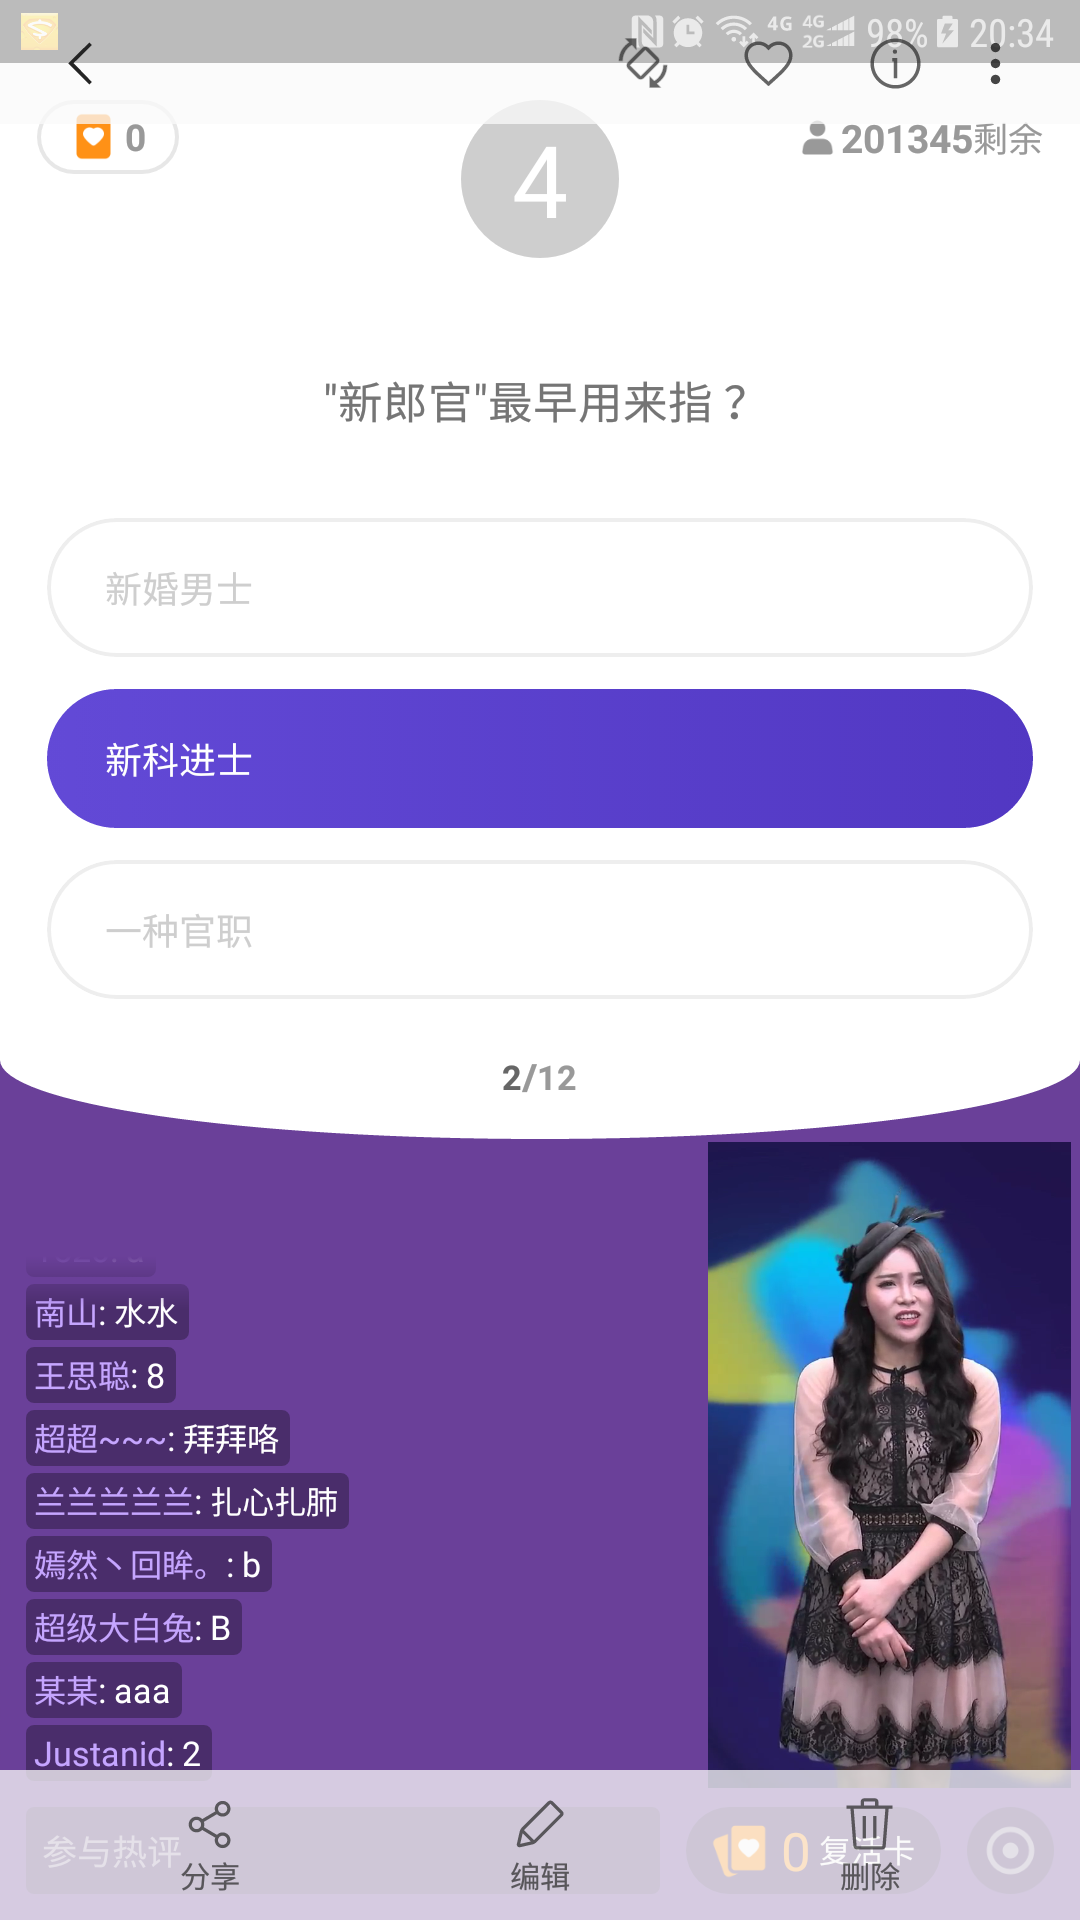 4G 4G 2G 98% 20:34
0
4
201345剩余
"新郎官"最早用来指？
新婚男士
新科进士
一种官职
2/12
南山: 水水
王思聪: 8
超超~~~: 拜拜咯
兰兰兰兰兰: 扎心扎肺
嫣然丶回眸。: b
超级大白兔: B
某某: aaa
Justanid: 2
参与热评
0 复活卡
分享
编辑
删除